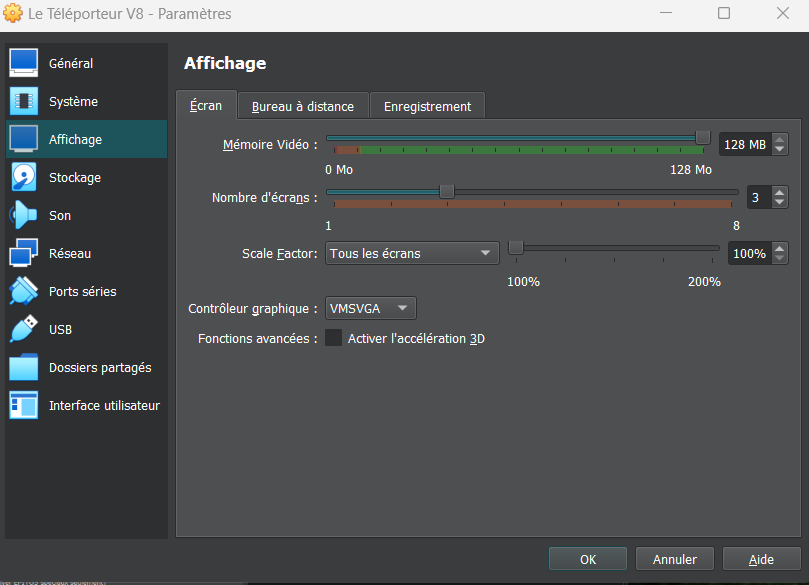 Le Téléporteur V8 - Paramètres
Général
Système
Affichage
Stockage
Son
Réseau
Ports séries
USB
Dossiers partagés
Interface utilisateur
Affichage
Écran
Bureau à distance
Enregistrement
Mémoire Vidéo :
128 MB
0 Mo
128 Mo
Nombre d'écrans :
3
1
8
Scale Factor:
Tous les écrans
100%
100%
200%
Contrôleur graphique :
VMSVGA
Fonctions avancées :
Activer l'accélération 3D
OK
Annuler
Aide